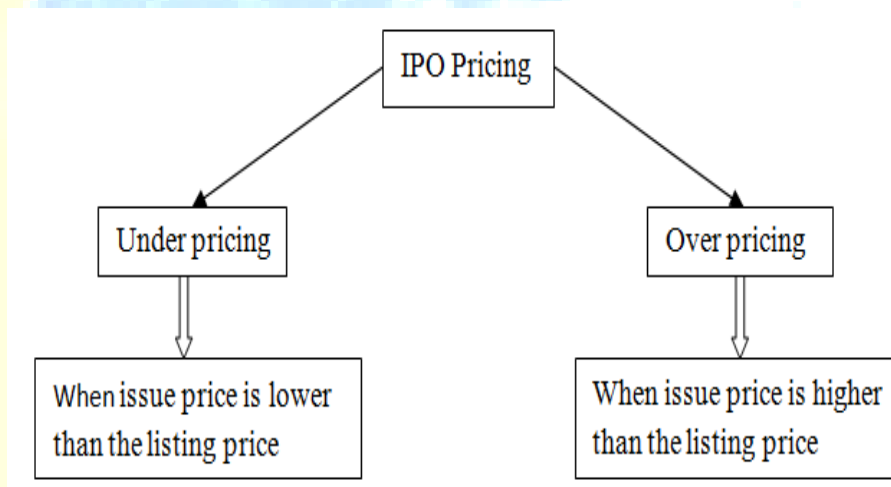 IPO Pricing
Under pricing
Over pricing
When issue price is lower
than the listing price
When issue price is higher
than the listing price